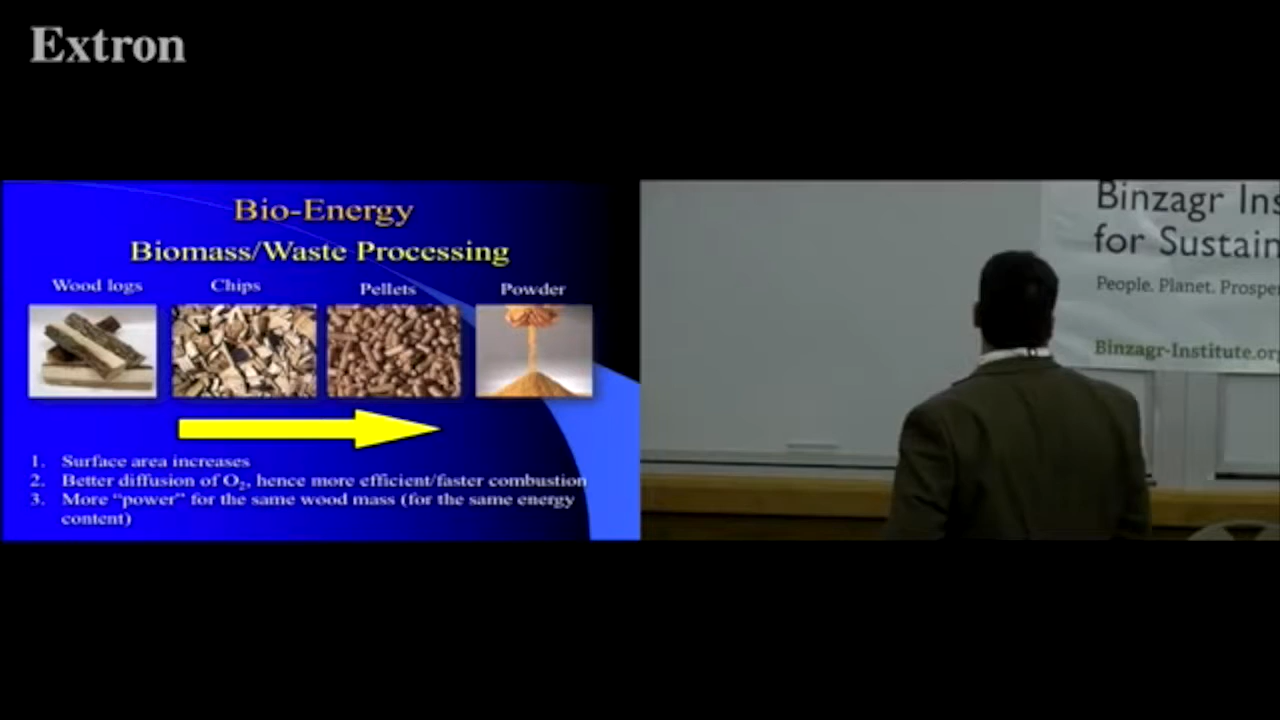 Extron
Bio-Energy
Biomass/Waste Processing
Wood logs
Chips
Pellets
Powder
1. Surface area increases
2. Better diffusion of O₂, hence more efficient/faster combustion
3. More “power” for the same wood mass (for the same energy
content)
Binzagr Ins
for Sustain
People. Planet. Prosper
Binzagr-Institute.org